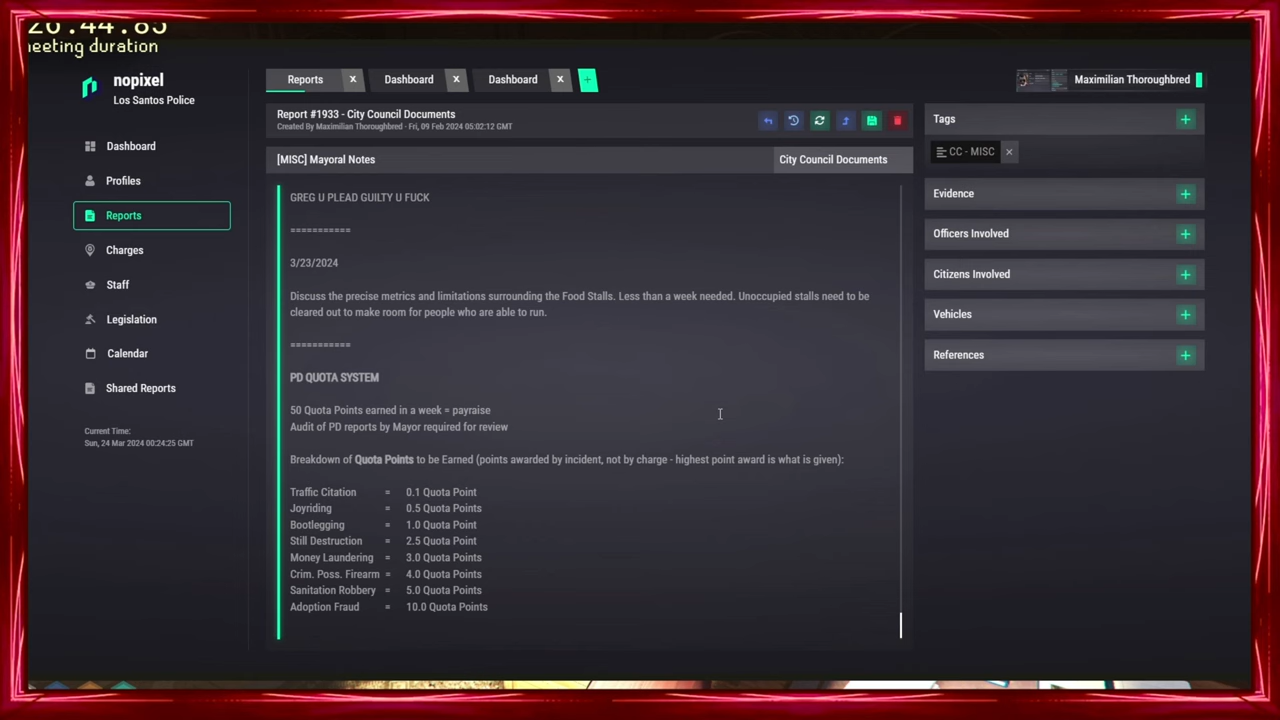 20:44:85
meeting duration
nopixel
Los Santos Police
Dashboard
Profiles
Reports
Charges
Staff
Legislation
Calendar
Shared Reports
Current Time:
Sun, 24 Mar 2024 00:24:25 GMT
Reports x Dashboard x Dashboard x +
Report #1933 - City Council Documents
Created By Maximilian Thoroughbred - Fri, 09 Feb 2024 05:02:12 GMT
[MISC] Mayoral Notes City Council Documents
GREG U PLEAD GUILTY U FUCK
===========
3/23/2024
Discuss the precise metrics and limitations surrounding the Food Stalls. Less than a week needed. Unoccupied stalls need to be
cleared out to make room for people who are able to run.
===========
PD QUOTA SYSTEM
50 Quota Points earned in a week = payraise
Audit of PD reports by Mayor required for review
Breakdown of Quota Points to be Earned (points awarded by incident, not by charge - highest point award is what is given):
Traffic Citation = 0.1 Quota Point
Joyriding = 0.5 Quota Points
Bootlegging = 1.0 Quota Point
Still Destruction = 2.5 Quota Point
Money Laundering = 3.0 Quota Points
Crim. Poss. Firearm = 4.0 Quota Points
Sanitation Robbery = 5.0 Quota Points
Adoption Fraud = 10.0 Quota Points
Maximilian Thoroughbred
Tags +
CC - MISC x
Evidence +
Officers Involved +
Citizens Involved +
Vehicles +
References +